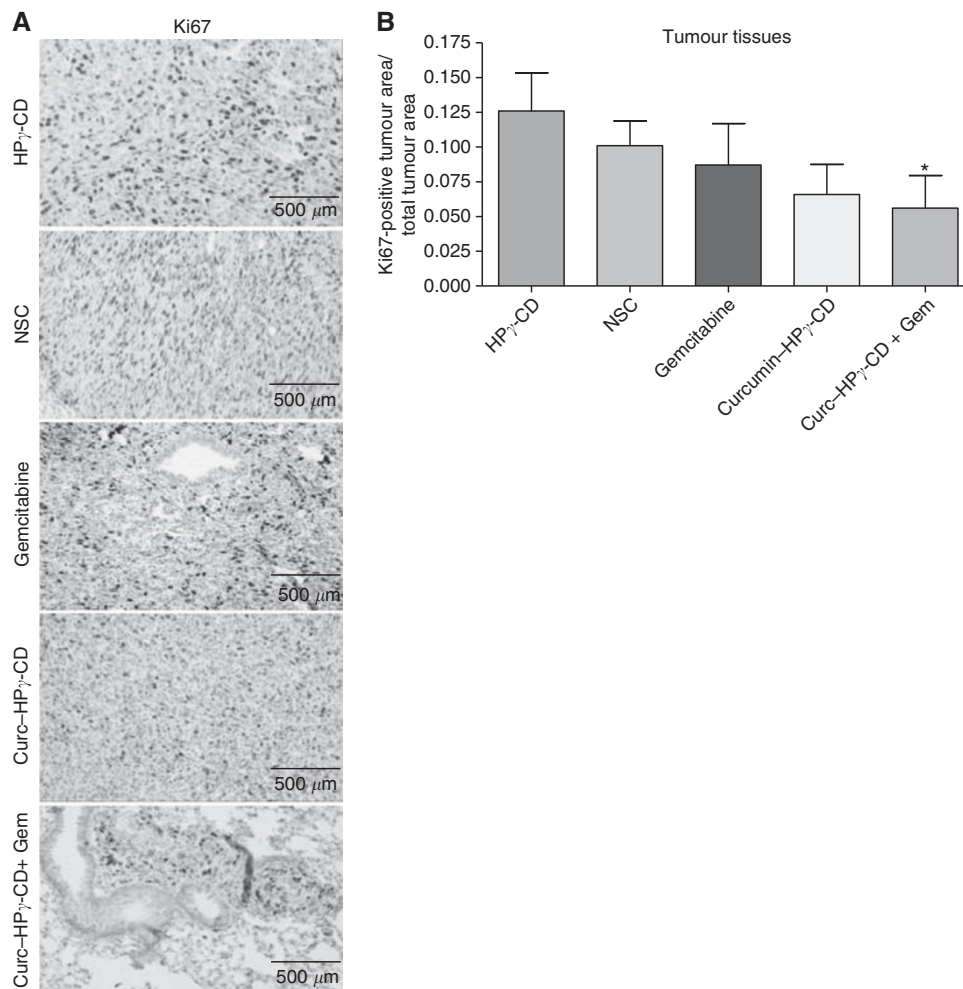 A
Ki67
HPγ-CD
500 μm
NSC
500 μm
Gemcitabine
500 μm
Curc–HPγ-CD
500 μm
Curc–HPγ-CD+ Gem
500 μm
B
Tumour tissues
Ki67-positive tumour area/
total tumour area
0.175
0.150
0.125
0.100
0.075
0.050
0.025
0.000
*
HPγ-CD
NSC
Gemcitabine
Curcumin–HPγ-CD
Curc–HPγ-CD + Gem